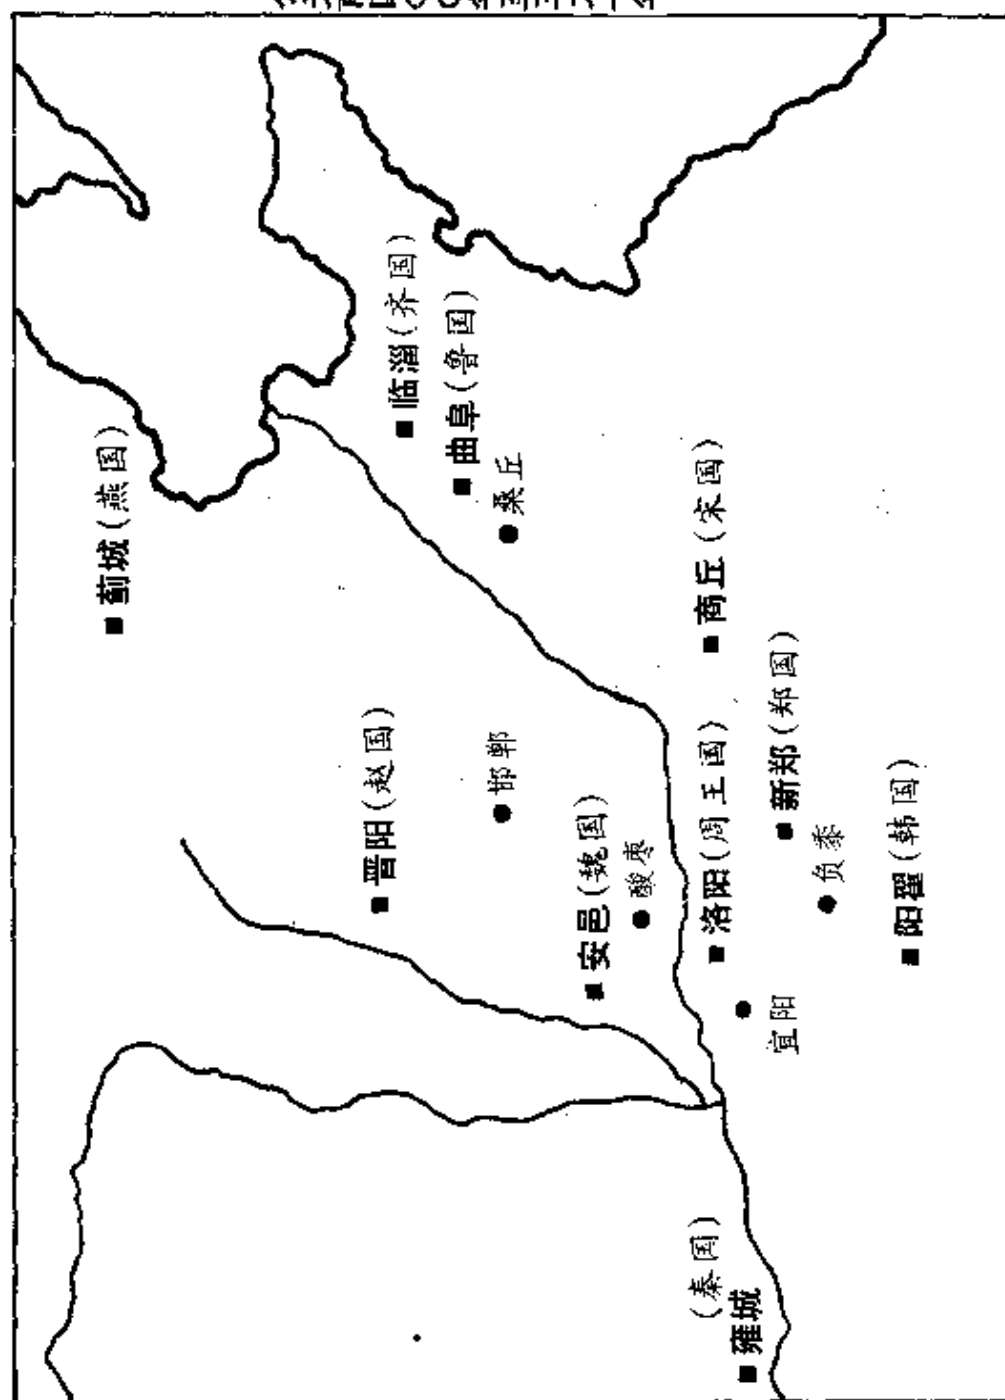 蓟城(燕国)
临淄(齐国)
曲阜(鲁国)
桑丘
晋阳(赵国)
邯郸
安邑(魏国)
酸枣
商丘(宋国)
洛阳(周王国)
新郑(郑国)
宜阳
负黍
阳翟(韩国)
(秦国)
雍城